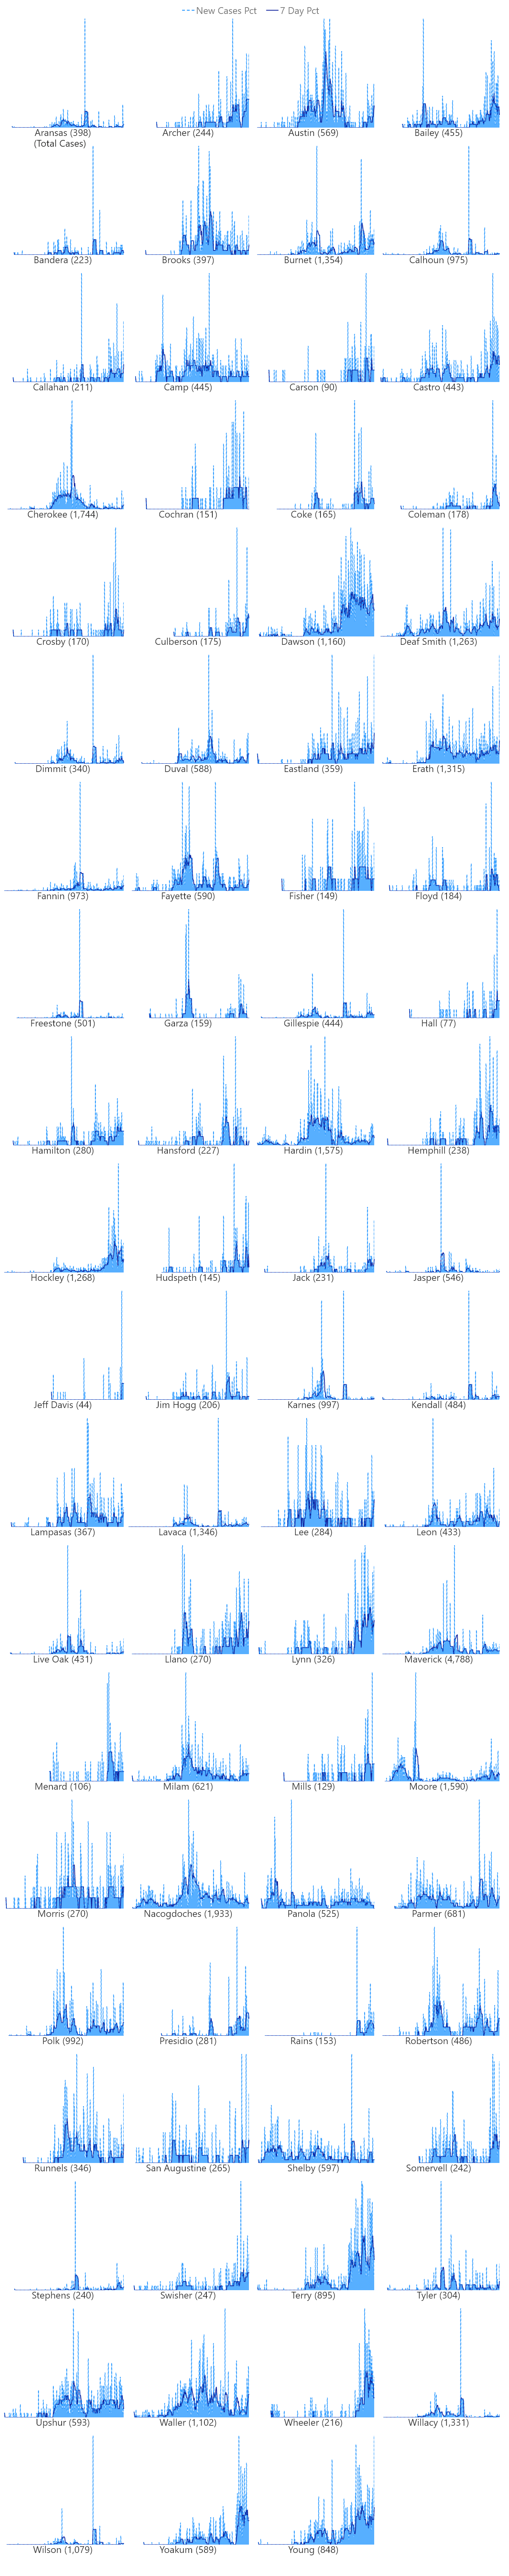 New Cases Pct 7 Day Pct
Aransas (398) Archer (244) Austin (569) Bailey (455)
(Total Cases)
Bandera (223) Brooks (397) Burnet (1,354) Calhoun (975)
Callahan (211) Camp (445) Carson (90) Castro (443)
Cherokee (1,744) Cochran (151) Coke (165) Coleman (178)
Crosby (170) Culberson (175) Dawson (1,160) Deaf Smith (1,263)
Dimmit (340) Duval (588) Eastland (359) Erath (1,315)
Fannin (973) Fayette (590) Fisher (149) Floyd (184)
Freestone (501) Garza (159) Gillespie (444) Hall (77)
Hamilton (280) Hansford (227) Hardin (1,575) Hemphill (238)
Hockley (1,268) Hudspeth (145) Jack (231) Jasper (546)
Jeff Davis (44) Jim Hogg (206) Karnes (997) Kendall (484)
Lampasas (367) Lavaca (1,346) Lee (284) Leon (433)
Live Oak (431) Llano (270) Lynn (326) Maverick (4,788)
Menard (106) Milam (621) Mills (129) Moore (1,590)
Morris (270) Nacogdoches (1,933) Panola (525) Parmer (681)
Polk (992) Presidio (281) Rains (153) Robertson (486)
Runnels (346) San Augustine (265) Shelby (597) Somervell (242)
Stephens (240) Swisher (247) Terry (895) Tyler (304)
Upshur (593) Waller (1,102) Wheeler (216) Willacy (1,331)
Wilson (1,079) Yoakum (589) Young (848)